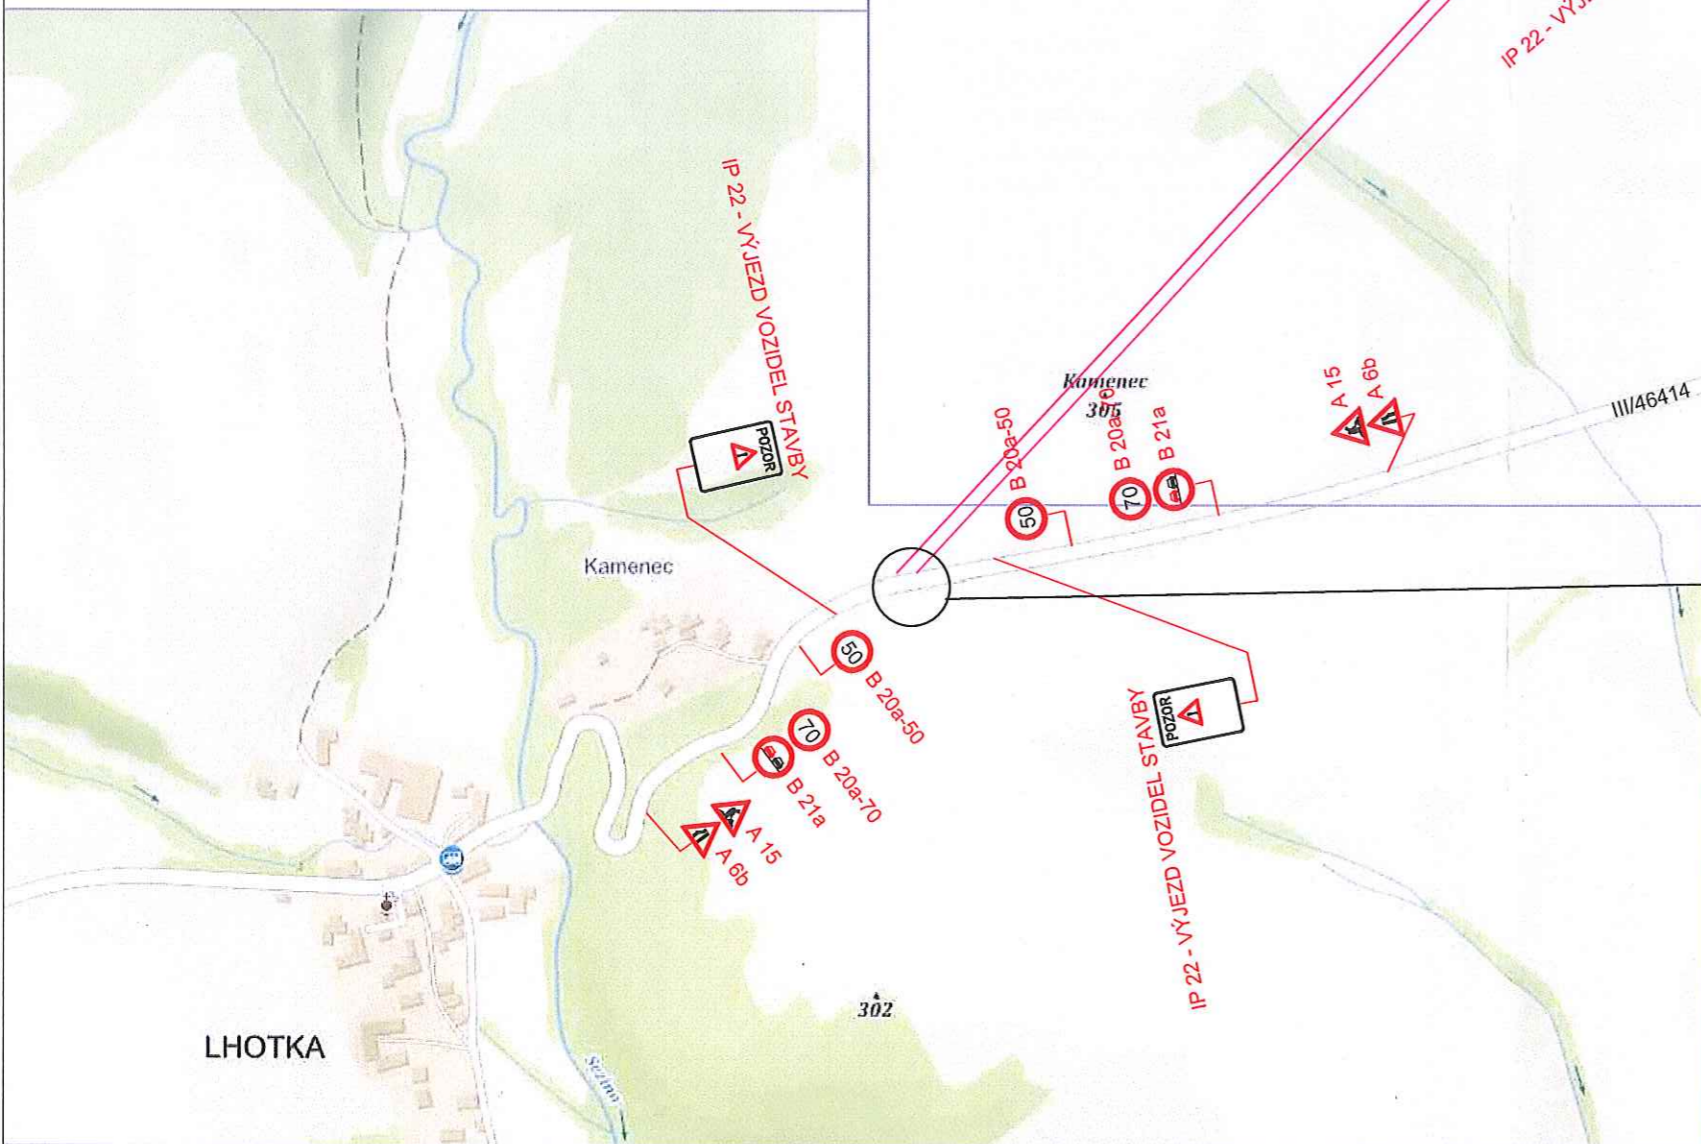 IP 22 - VÝJ
IP 22 - VÝJEZD VOZIDEL STAVBY
POZOR
Kamenec
305
B 20a-50
50
B 20a-70
70
B 21a
A 15
A 6b
III/46414
Kamenec
50
B 20a-50
70
B 20a-70
B 21a
A 15
A 6b
POZOR
IP 22 - VÝJEZD VOZIDEL STAVBY
302
LHOTKA
Sezina